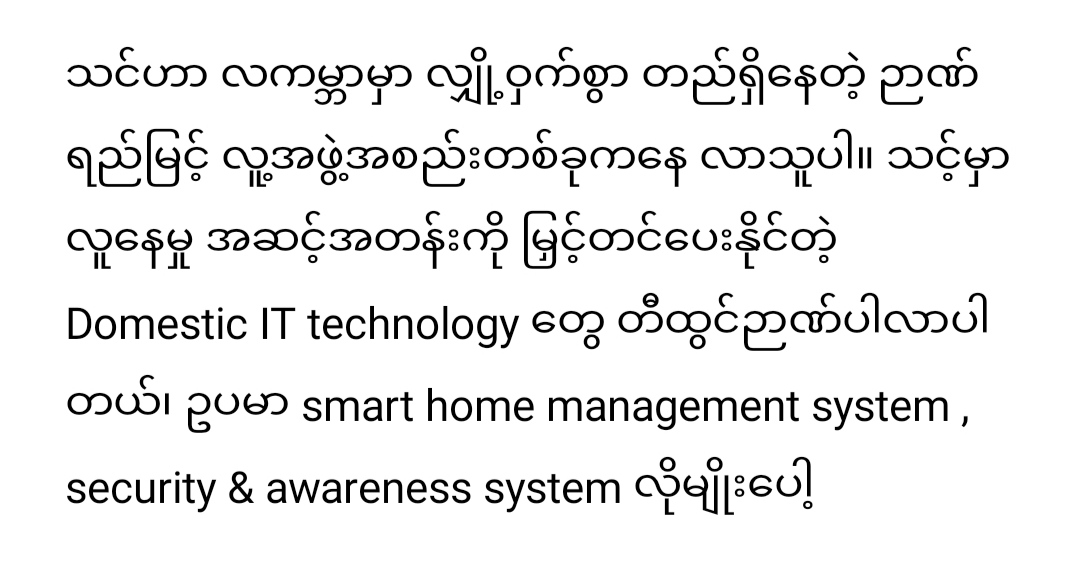 သင်ဟာ လကမ္ဘာမှာ လျှို့ဝှက်စွာ တည်ရှိနေတဲ့ ဉာဏ်
ရည်မြင့် လူ့အဖွဲ့အစည်းတစ်ခုကနေ လာသူပါ။ သင့်မှာ
လူနေမှု အဆင့်အတန်းကို မြှင့်တင်ပေးနိုင်တဲ့
Domestic IT technology တွေ တီထွင်ဉာဏ်ပါလာပါ
တယ်၊ ဥပမာ smart home management system ,
security & awareness system လိုမျိုးပေါ့